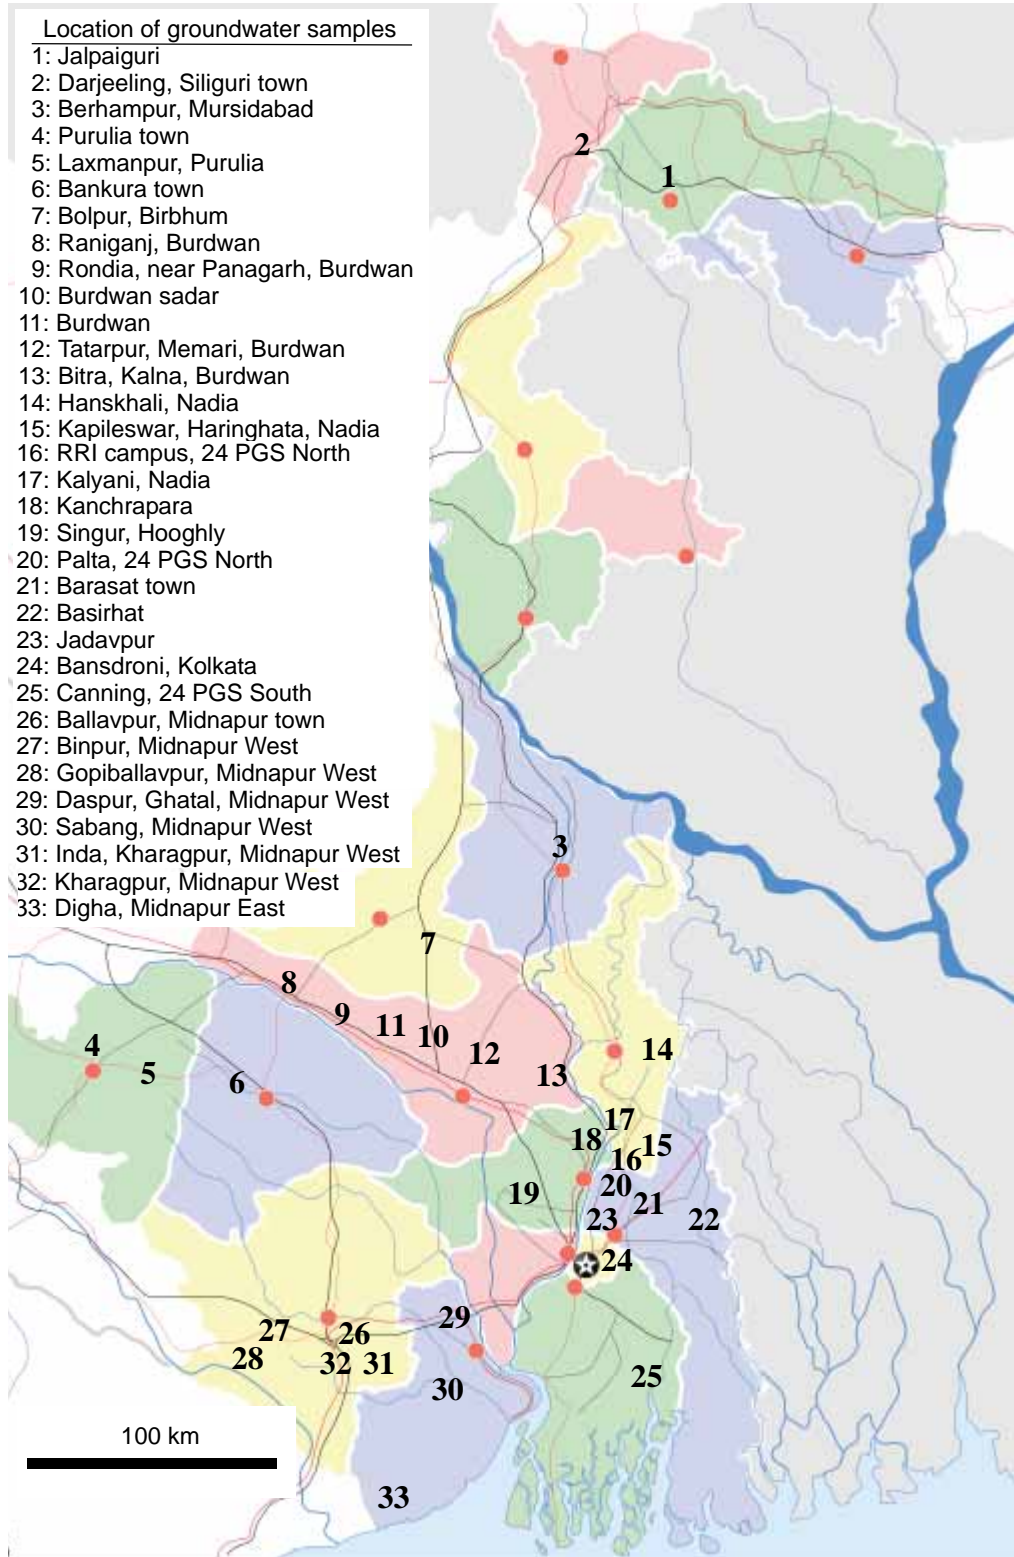 Location of groundwater samples
1: Jalpaiguri
2: Darjeeling, Siliguri town
3: Berhampur, Mursidabad
4: Purulia town
5: Laxmanpur, Purulia
6: Bankura town
7: Bolpur, Birbhum
8: Raniganj, Burdwan
9: Rondia, near Panagarh, Burdwan
10: Burdwan sadar
11: Burdwan
12: Tatarpur, Memari, Burdwan
13: Bitra, Kalna, Burdwan
14: Hanskhali, Nadia
15: Kapileswar, Haringhata, Nadia
16: RRI campus, 24 PGS North
17: Kalyani, Nadia
18: Kanchrapara
19: Singur, Hooghly
20: Palta, 24 PGS North
21: Barasat town
22: Basirhat
23: Jadavpur
24: Bansdroni, Kolkata
25: Canning, 24 PGS South
26: Ballavpur, Midnapur town
27: Binpur, Midnapur West
28: Gopiballavpur, Midnapur West
29: Daspur, Ghatal, Midnapur West
30: Sabang, Midnapur West
31: Inda, Kharagpur, Midnapur West
32: Kharagpur, Midnapur West
33: Digha, Midnapur East
2
1
3
7
8
9
11
10
12
14
4
5
6
13
17
18
15
16
19
20
21
23
22
24
29
27
26
28
32
31
25
30
100 km
33